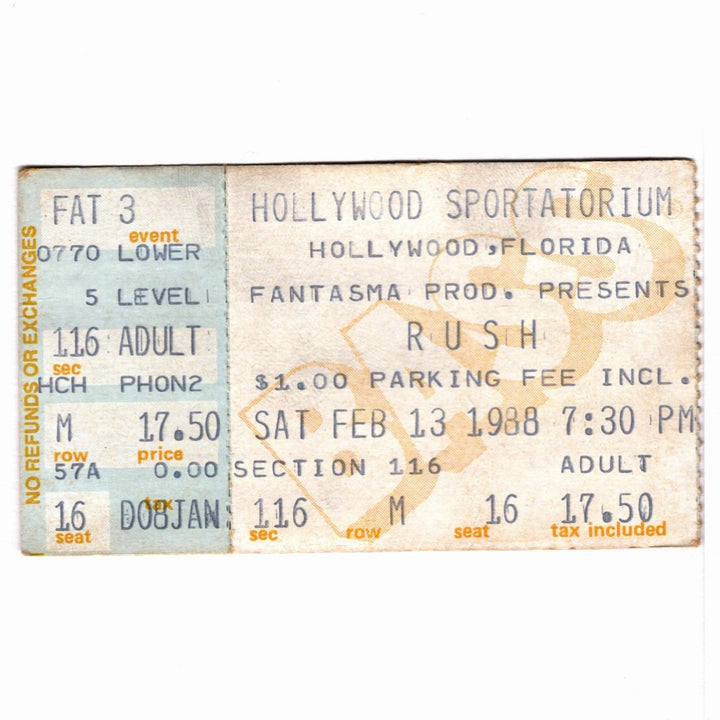 NO REFUNDS OR EXCHANGES
FAT 3
event
0770 LOWER
5 LEVEL
116 ADULT
sec
HCH PHON2
M 17.50
row price
57A 0.00
tax
16 D08JAN
seat
BASS
HOLLYWOOD SPORTATORIUM
HOLLYWOOD, FLORIDA
FANTASMA PROD. PRESENTS
RUSH
$1.00 PARKING FEE INCL.
SAT FEB 13 1988 7:30 PM
SECTION 116 ADULT
116 M 16 17.50
sec row seat tax included